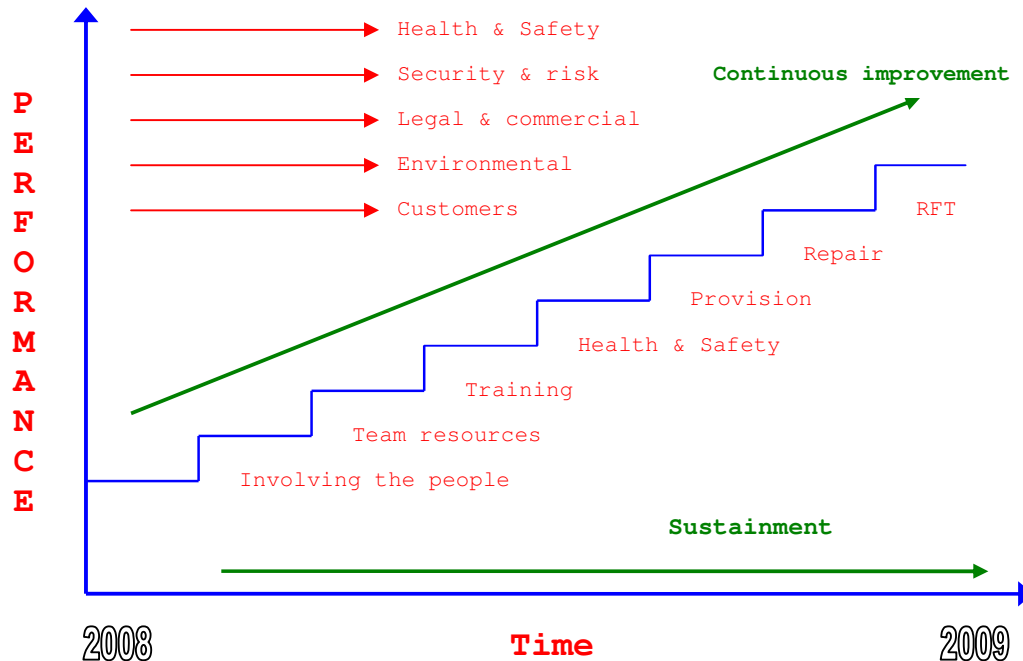 Health & Safety
Security & risk
Continuous improvement
Legal & commercial
Environmental
Customers
RFT
Repair
Provision
Health & Safety
Training
Team resources
Involving the people
Sustainment
PERFORMANCE
2008
Time
2009